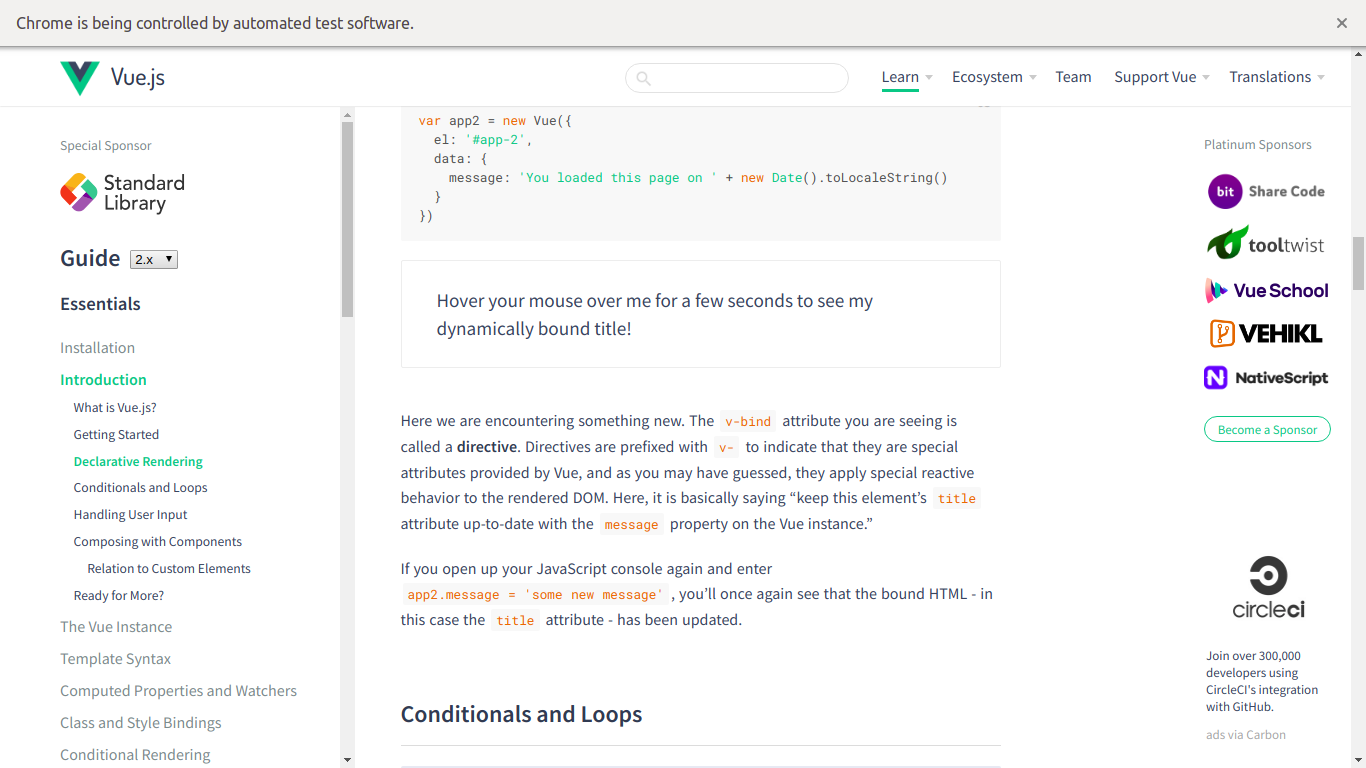 Chrome is being controlled by automated test software.
Vue.js
Learn
Ecosystem
Team
Support Vue
Translations
Special Sponsor
Standard
Library
Guide
2.x
Essentials
Installation
Introduction
What is Vue.js?
Getting Started
Declarative Rendering
Conditionals and Loops
Handling User Input
Composing with Components
Relation to Custom Elements
Ready for More?
The Vue Instance
Template Syntax
Computed Properties and Watchers
Class and Style Bindings
Conditional Rendering
var app2 = new Vue({
el: '#app-2',
data: {
message: 'You loaded this page on ' + new Date().toLocaleString()
}
})
Hover your mouse over me for a few seconds to see my
dynamically bound title!
Here we are encountering something new. The v-bind attribute you are seeing is
called a directive. Directives are prefixed with v- to indicate that they are special
attributes provided by Vue, and as you may have guessed, they apply special reactive
behavior to the rendered DOM. Here, it is basically saying “keep this element’s title
attribute up-to-date with the message property on the Vue instance.”
If you open up your JavaScript console again and enter
app2.message = 'some new message' , you’ll once again see that the bound HTML - in
this case the title attribute - has been updated.
Conditionals and Loops
Platinum Sponsors
bit Share Code
tooltwist
Vue School
VEHIKL
N NativeScript
Become a Sponsor
circleci
Join over 300,000
developers using
CircleCI's integration
with GitHub.
ads via Carbon